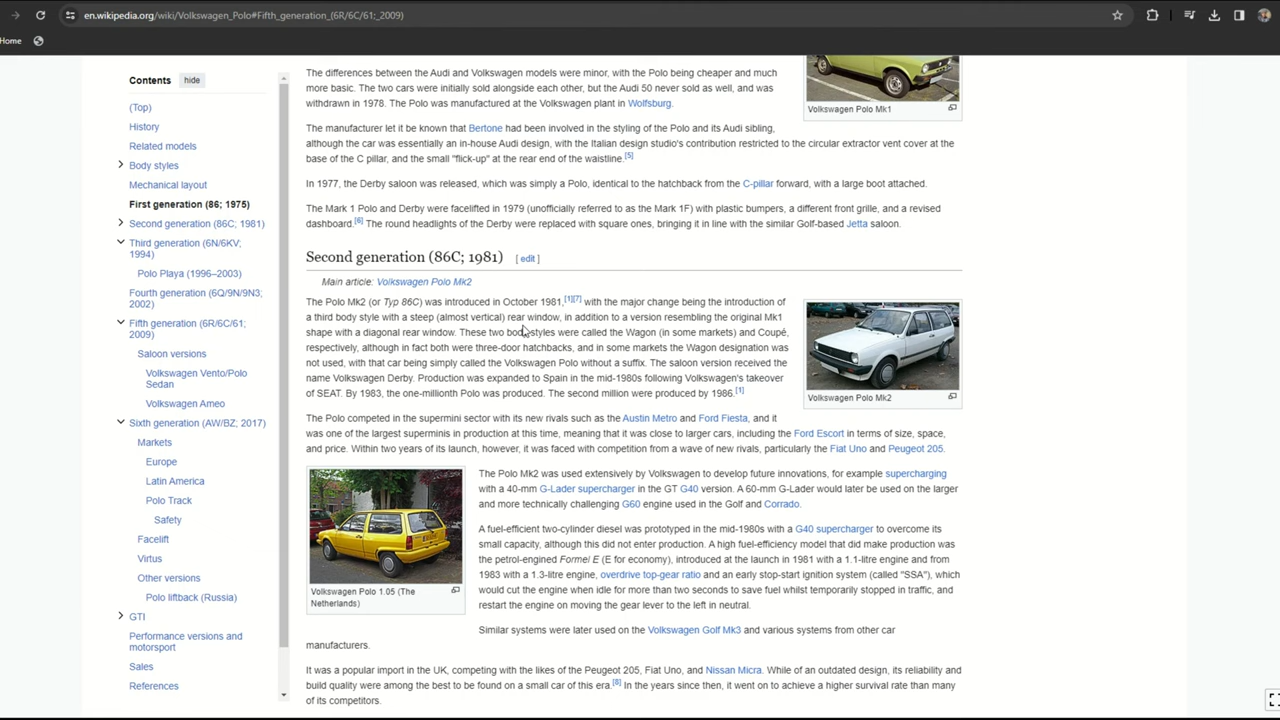 en.wikipedia.org/wiki/Volkswagen_Polo#Fifth_generation_(6R/6C/61;_2009)
Home
Contents hide
(Top)
History
Related models
Body styles
Mechanical layout
First generation (86; 1975)
Second generation (86C; 1981)
Third generation (6N/6KV;
1994)
Polo Playa (1996–2003)
Fourth generation (6Q/9N/9N3;
2002)
Fifth generation (6R/6C/61;
2009)
Saloon versions
Volkswagen Vento/Polo
Sedan
Volkswagen Ameo
Sixth generation (AW/BZ; 2017)
Markets
Europe
Latin America
Polo Track
Safety
Facelift
Virtus
Other versions
Polo liftback (Russia)
GTI
Performance versions and
motorsport
Sales
References
The differences between the Audi and Volkswagen models were minor, with the Polo being cheaper and much
more basic. The two cars were initially sold alongside each other, but the Audi 50 never sold as well, and was
withdrawn in 1978. The Polo was manufactured at the Volkswagen plant in Wolfsburg.
Volkswagen Polo Mk1
The manufacturer let it be known that Bertone had been involved in the styling of the Polo and its Audi sibling,
although the car was essentially an in-house Audi design, with the Italian design studio's contribution restricted to the circular extractor vent cover at the
base of the C pillar, and the small "flick-up" at the rear end of the waistline.[5]
In 1977, the Derby saloon was released, which was simply a Polo, identical to the hatchback from the C-pillar forward, with a large boot attached.
The Mark 1 Polo and Derby were facelifted in 1979 (unofficially referred to as the Mark 1F) with plastic bumpers, a different front grille, and a revised
dashboard.[6] The round headlights of the Derby were replaced with square ones, bringing it in line with the similar Golf-based Jetta saloon.
Second generation (86C; 1981) [ edit ]
Main article: Volkswagen Polo Mk2
The Polo Mk2 (or Typ 86C) was introduced in October 1981,[1][7] with the major change being the introduction of
a third body style with a steep (almost vertical) rear window, in addition to a version resembling the original Mk1
shape with a diagonal rear window. These two body styles were called the Wagon (in some markets) and Coupé,
respectively, although in fact both were three-door hatchbacks, and in some markets the Wagon designation was
not used, with that car being simply called the Volkswagen Polo without a suffix. The saloon version received the
name Volkswagen Derby. Production was expanded to Spain in the mid-1980s following Volkswagen's takeover
of SEAT. By 1983, the one-millionth Polo was produced. The second million were produced by 1986.[1]
Volkswagen Polo Mk2
The Polo competed in the supermini sector with its new rivals such as the Austin Metro and Ford Fiesta, and it
was one of the largest superminis in production at this time, meaning that it was close to larger cars, including the Ford Escort in terms of size, space,
and price. Within two years of its launch, however, it was faced with competition from a wave of new rivals, particularly the Fiat Uno and Peugeot 205.
Volkswagen Polo 1.05 (The
Netherlands)
The Polo Mk2 was used extensively by Volkswagen to develop future innovations, for example supercharging
with a 40-mm G-Lader supercharger in the GT G40 version. A 60-mm G-Lader would later be used on the larger
and more technically challenging G60 engine used in the Golf and Corrado.
A fuel-efficient two-cylinder diesel was prototyped in the mid-1980s with a G40 supercharger to overcome its
small capacity, although this did not enter production. A high fuel-efficiency model that did make production was
the petrol-engined Formel E (E for economy), introduced at the launch in 1981 with a 1.1-litre engine and from
1983 with a 1.3-litre engine, overdrive top-gear ratio and an early stop-start ignition system (called "SSA"), which
would cut the engine when idle for more than two seconds to save fuel whilst temporarily stopped in traffic, and
restart the engine on moving the gear lever to the left in neutral.
Similar systems were later used on the Volkswagen Golf Mk3 and various systems from other car
manufacturers.
It was a popular import in the UK, competing with the likes of the Peugeot 205, Fiat Uno, and Nissan Micra. While of an outdated design, its reliability and
build quality were among the best to be found on a small car of this era.[8] In the years since then, it went on to achieve a higher survival rate than many
of its competitors.